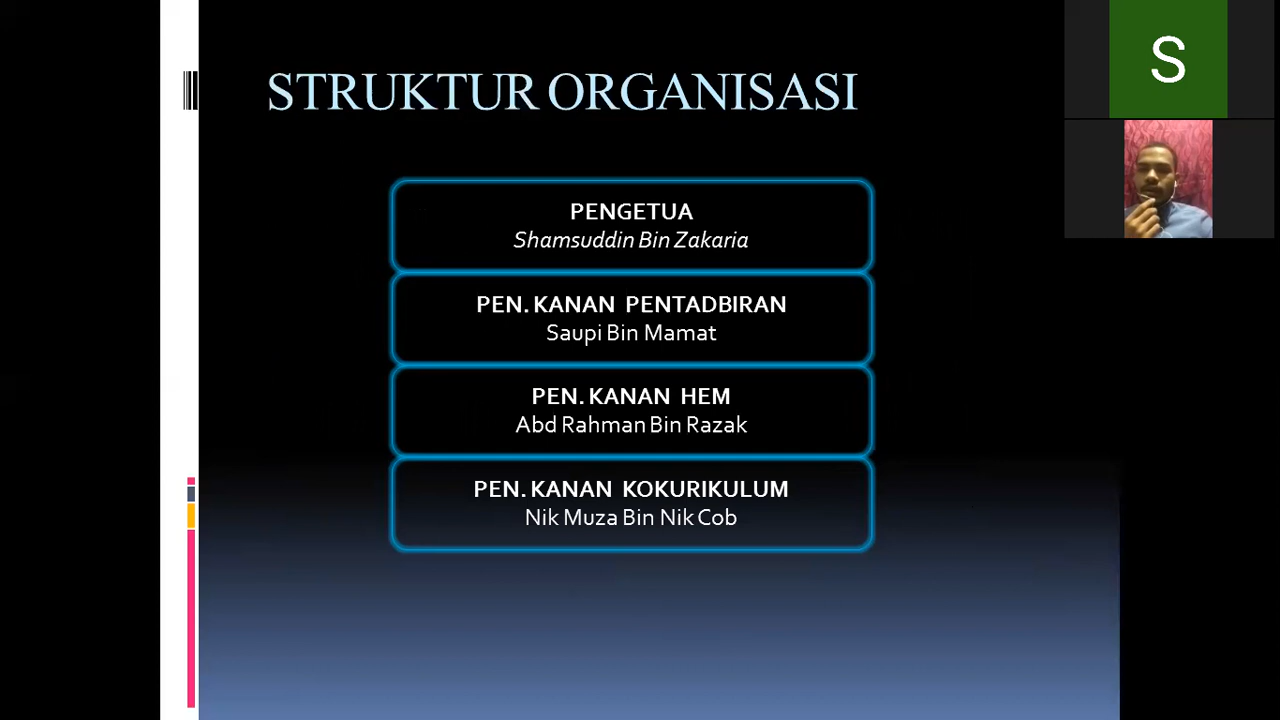 STRUKTUR ORGANISASI
PENGETUA
Shamsuddin Bin Zakaria
PEN. KANAN PENTADBIRAN
Saupi Bin Mamat
PEN. KANAN HEM
Abd Rahman Bin Razak
PEN. KANAN KOKURIKULUM
Nik Muza Bin Nik Cob
S